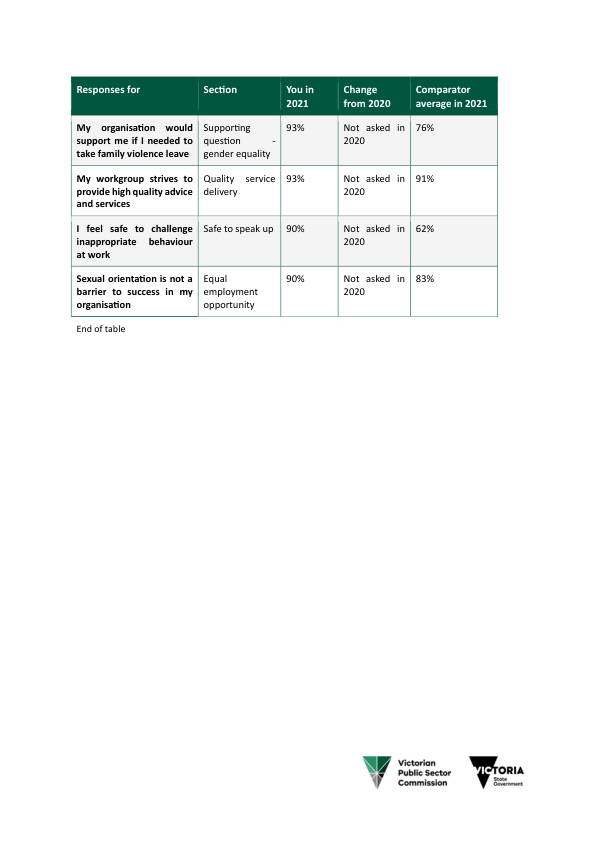 Responses for
Section
You in
2021
Change
from 2020
Comparator
average in 2021
My organisation would
support me if I needed to
take family violence leave
Supporting
question -
gender equality
93%
Not asked in
2020
76%
My workgroup strives to
provide high quality advice
and services
Quality service
delivery
93%
Not asked in
2020
91%
I feel safe to challenge
inappropriate behaviour
at work
Safe to speak up
90%
Not asked in
2020
62%
Sexual orientation is not a
barrier to success in my
organisation
Equal
employment
opportunity
90%
Not asked in
2020
83%
End of table
Victorian
Public Sector
Commission
VICTORIA
State
Government